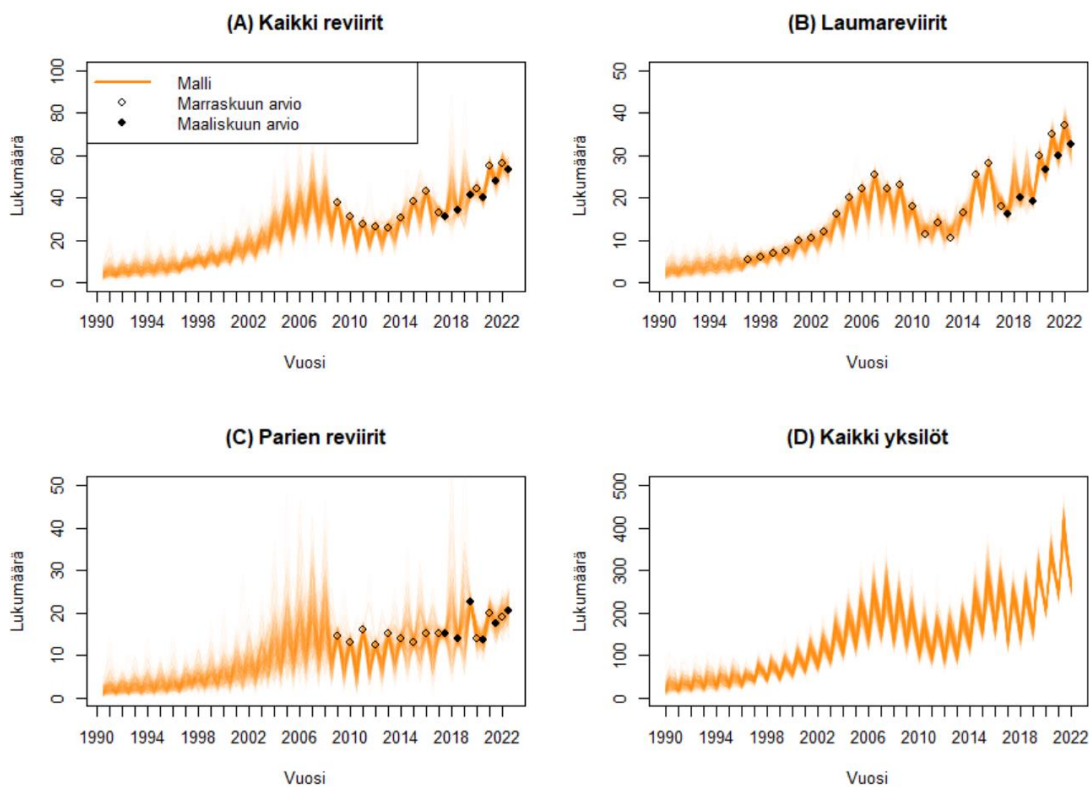 (A) Kaikki reviirit
Lukumäärä
100
80
60
40
20
0
Malli
Marraskuun arvio
Maaliskuun arvio
1990 1994 1998 2002 2006 2010 2014 2018 2022
Vuosi
(B) Laumareviirit
Lukumäärä
50
40
30
20
10
0
1990 1994 1998 2002 2006 2010 2014 2018 2022
Vuosi
(C) Parien reviirit
Lukumäärä
50
40
30
20
10
0
1990 1994 1998 2002 2006 2010 2014 2018 2022
Vuosi
(D) Kaikki yksilöt
Lukumäärä
500
400
300
200
100
0
1990 1994 1998 2002 2006 2010 2014 2018 2022
Vuosi